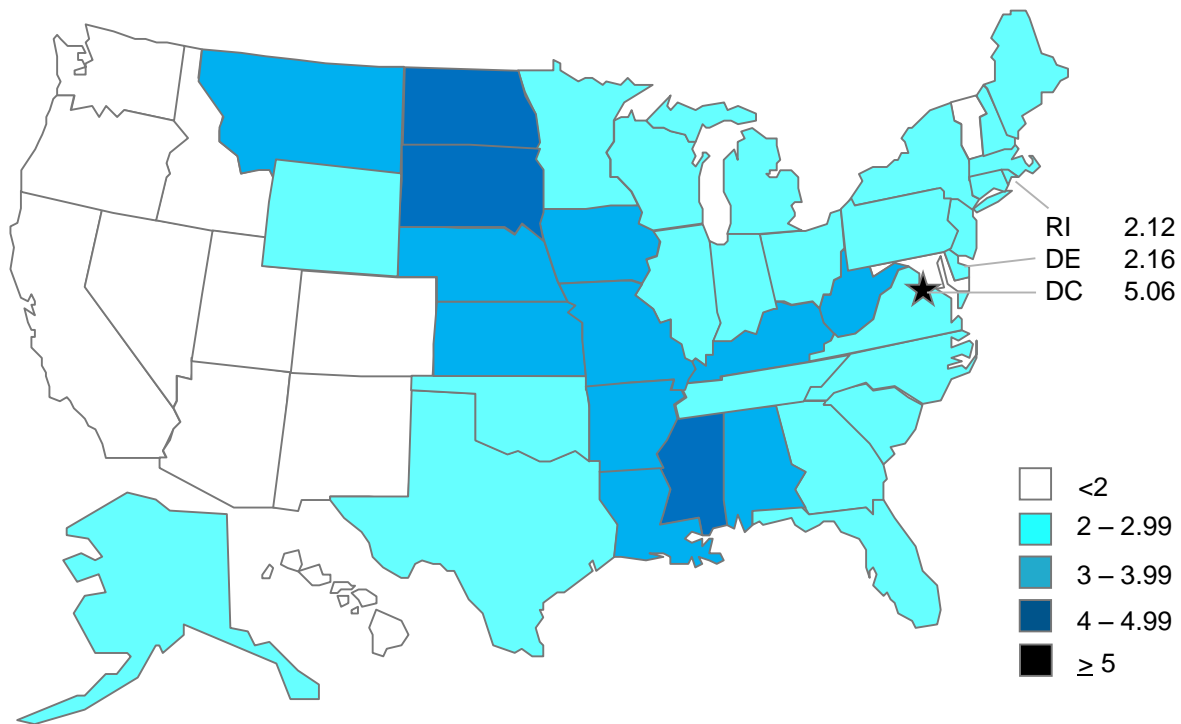 RI 2.12
DE 2.16
DC 5.06
<2
2 – 2.99
3 – 3.99
4 – 4.99
≥ 5